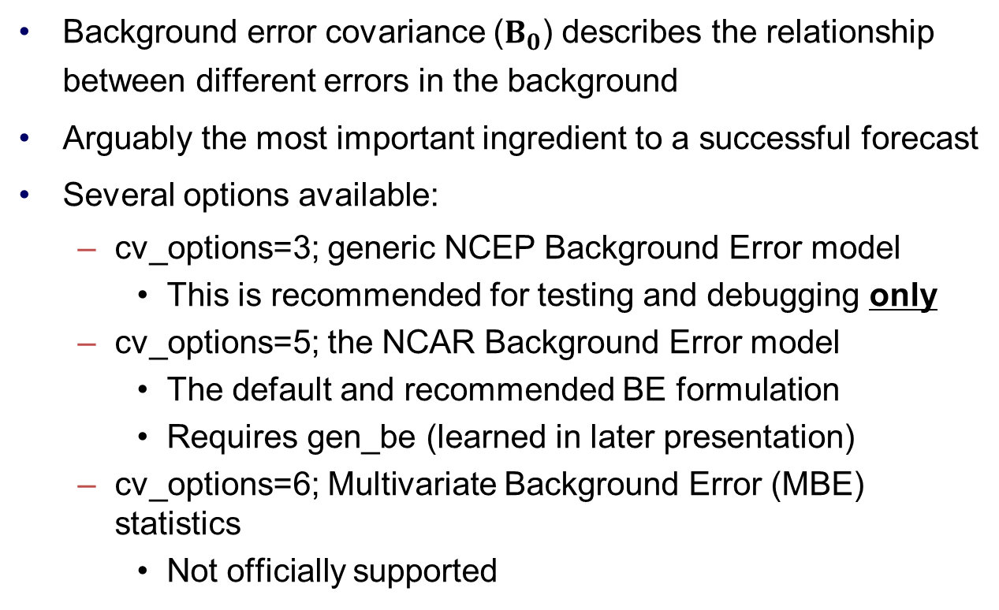 • Background error covariance (B₀) describes the relationship
between different errors in the background
• Arguably the most important ingredient to a successful forecast
• Several options available:
– cv_options=3; generic NCEP Background Error model
• This is recommended for testing and debugging only
– cv_options=5; the NCAR Background Error model
• The default and recommended BE formulation
• Requires gen_be (learned in later presentation)
– cv_options=6; Multivariate Background Error (MBE)
statistics
• Not officially supported